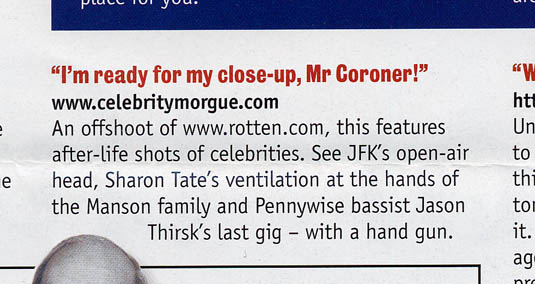 place for you.
"I'm ready for my close-up, Mr Coroner!"
www.celebritymorgue.com
An offshoot of www.rotten.com, this features
after-life shots of celebrities. See JFK's open-air
head, Sharon Tate's ventilation at the hands of
the Manson family and Pennywise bassist Jason
Thirsk's last gig – with a hand gun.
"W
htt
Un
to
thi
tor
it.
age